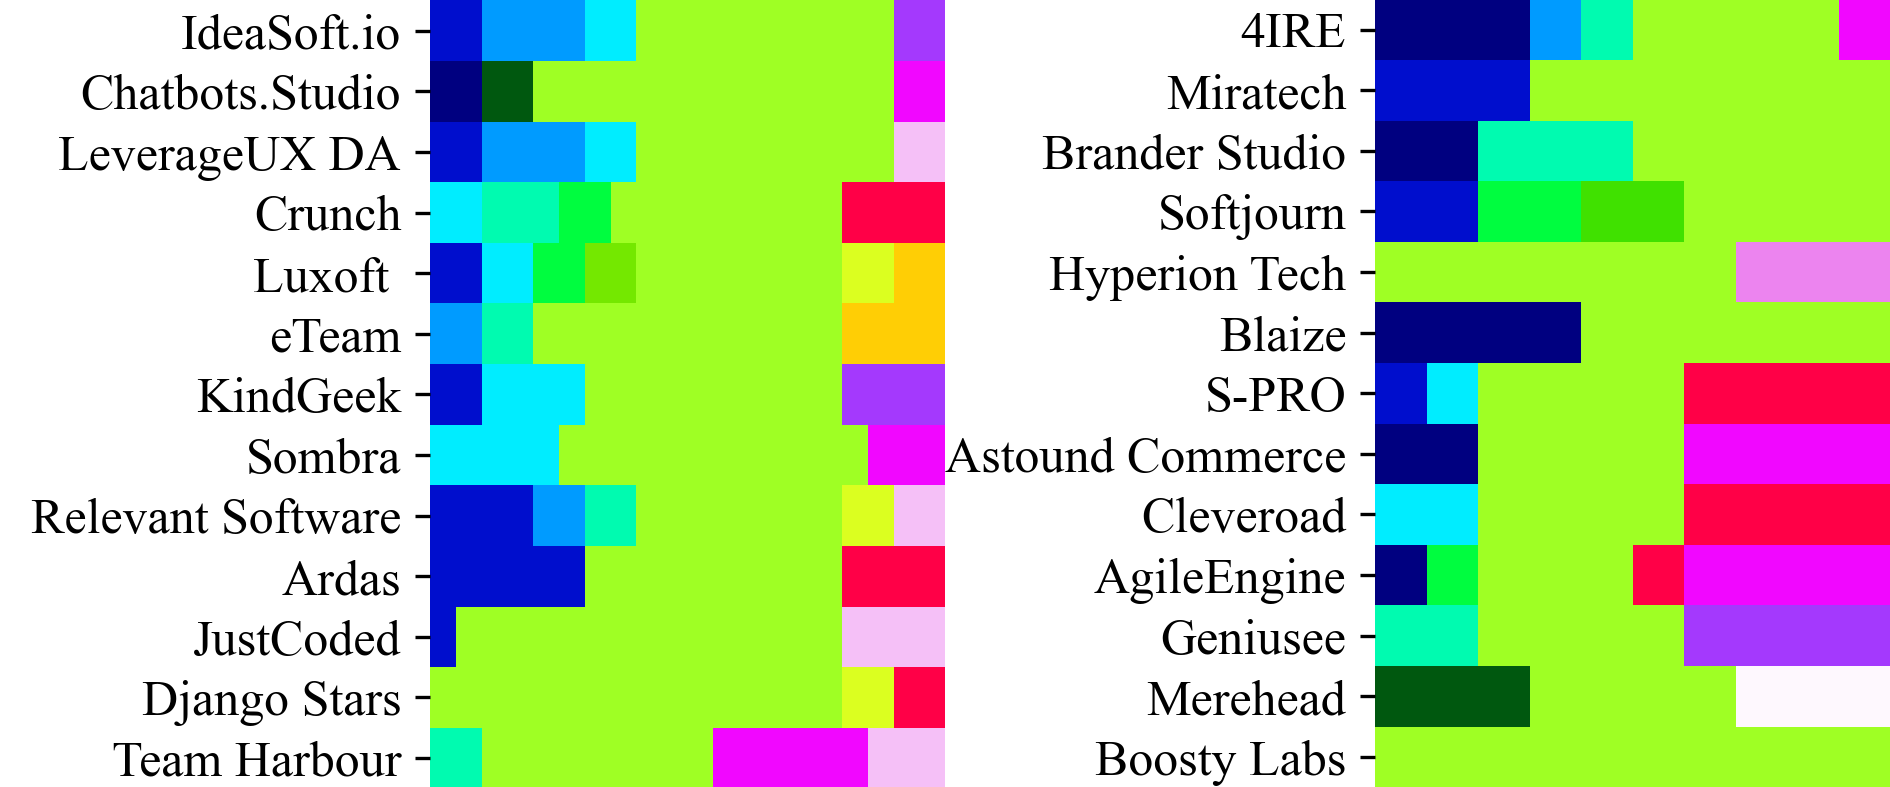 IdeaSoft.io
Chatbots.Studio
LeverageUX DA
Crunch
Luxoft
eTeam
KindGeek
Sombra
Relevant Software
Ardas
JustCoded
Django Stars
Team Harbour
4IRE
Miratech
Brander Studio
Softjourn
Hyperion Tech
Blaize
S-PRO
Astound Commerce
Cleveroad
AgileEngine
Geniusee
Merehead
Boosty Labs